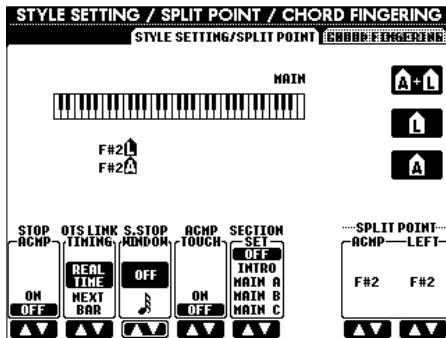 STYLE SETTING / SPLIT POINT / CHORD FINGERING
STYLE SETTING/SPLIT POINT CHORD FINGERING
MAIN
A+L
L
A
F#2 L
F#2 A
STOP ACMP
ON
OFF
OTS LINK TIMING
REAL TIME
NEXT BAR
S.STOP WINDOW
OFF
ACMP TOUCH
ON
OFF
SECTION SET
OFF
INTRO
MAIN A
MAIN B
MAIN C
SPLIT POINT
ACMP LEFT
F#2 F#2